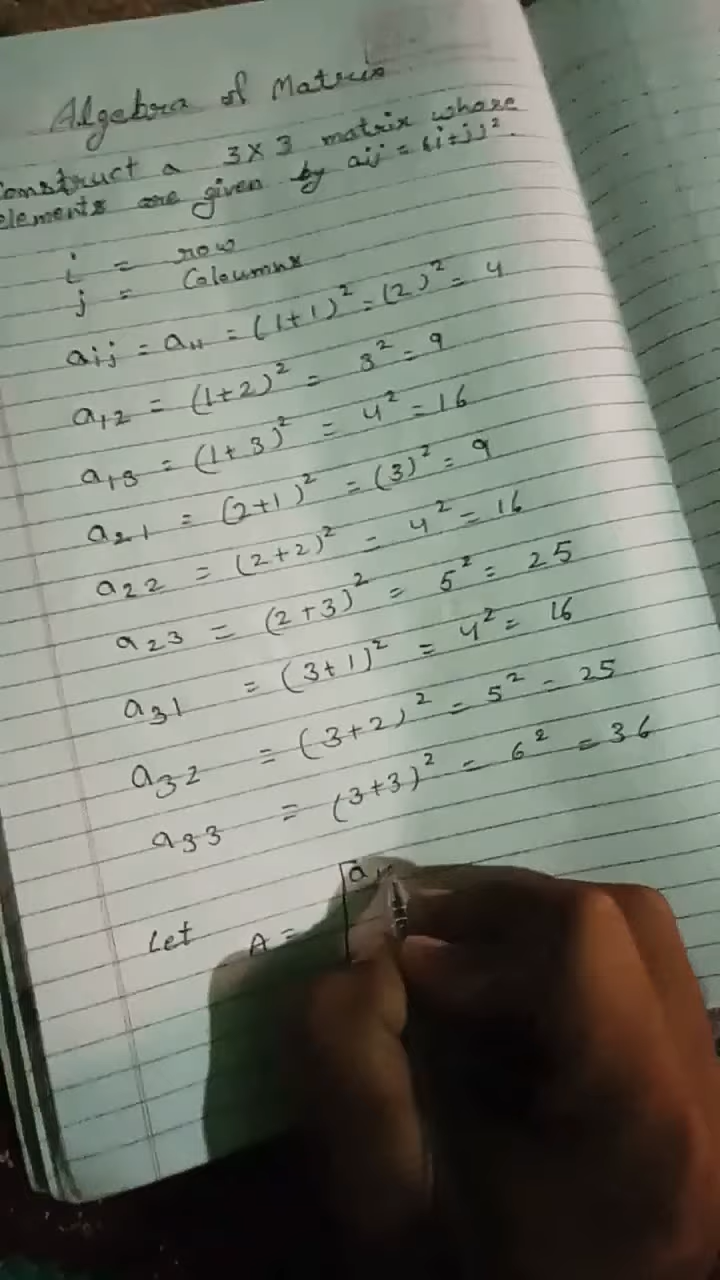 Algebra of Matrix
Construct a 3×3 matrix whare
elements are given by aij = (i+j)².
i = row
j = Coloumns
aij = a₁₁ = (1+1)² = (2)² = 4
a₁₂ = (1+2)² = 3² = 9
a₁₃ = (1+3)² = 4² = 16
a₂₁ = (2+1)² = (3)² = 9
a₂₂ = (2+2)² = 4² = 16
a₂₃ = (2+3)² = 5² = 25
a₃₁ = (3+1)² = 4² = 16
a₃₂ = (3+2)² = 5² = 25
a₃₃ = (3+3)² = 6² = 36
Let A = [a₁₁